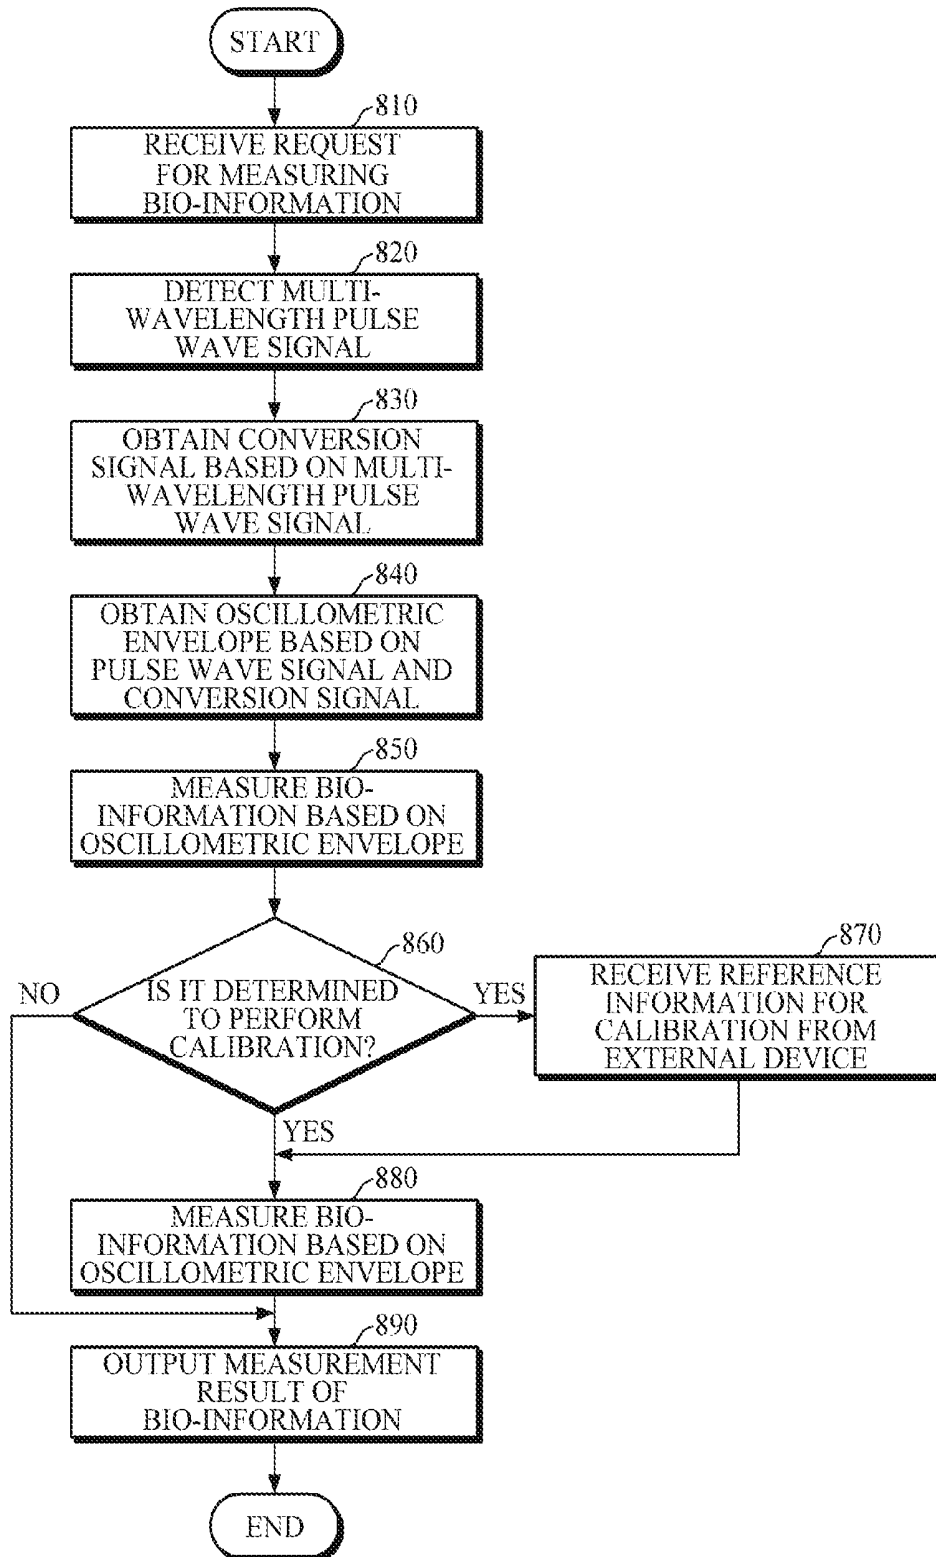 START
810
RECEIVE REQUEST
FOR MEASURING
BIO-INFORMATION
820
DETECT MULTI-
WAVELENGTH PULSE
WAVE SIGNAL
830
OBTAIN CONVERSION
SIGNAL BASED ON MULTI-
WAVELENGTH PULSE
WAVE SIGNAL
840
OBTAIN OSCILLOMETRIC
ENVELOPE BASED ON
PULSE WAVE SIGNAL AND
CONVERSION SIGNAL
850
MEASURE BIO-
INFORMATION BASED ON
OSCILLOMETRIC ENVELOPE
860
IS IT DETERMINED
TO PERFORM
CALIBRATION?
NO
YES
870
RECEIVE REFERENCE
INFORMATION FOR
CALIBRATION FROM
EXTERNAL DEVICE
YES
880
MEASURE BIO-
INFORMATION BASED ON
OSCILLOMETRIC ENVELOPE
890
OUTPUT MEASUREMENT
RESULT OF
BIO-INFORMATION
END